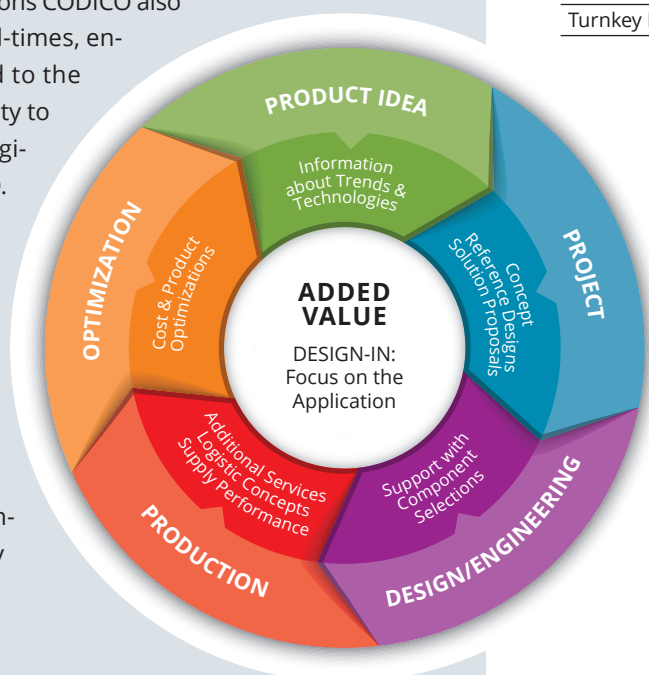 ons CODICO also
-times, en-
d to the
ty to
gi-
Turnkey
PRODUCT IDEA
Information
about Trends &
Technologies
PROJECT
Concept
Reference Designs
Solution Proposals
DESIGN/ENGINEERING
Support with
Component
Selections
PRODUCTION
Additional Services
Logistic Concepts
Supply Performance
OPTIMIZATION
Cost & Product
Optimizations
ADDED
VALUE
DESIGN-IN:
Focus on the
Application